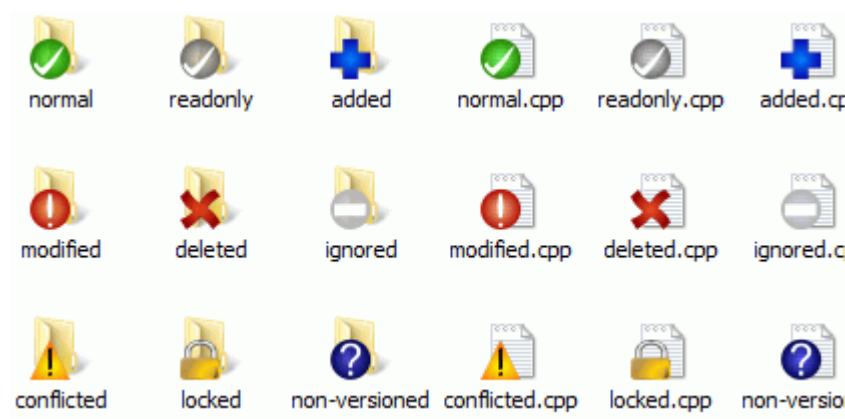 normal readonly added normal.cpp readonly.cpp added.cp
modified deleted ignored modified.cpp deleted.cpp ignored.c
conflicted locked non-versioned conflicted.cpp locked.cpp non-versio